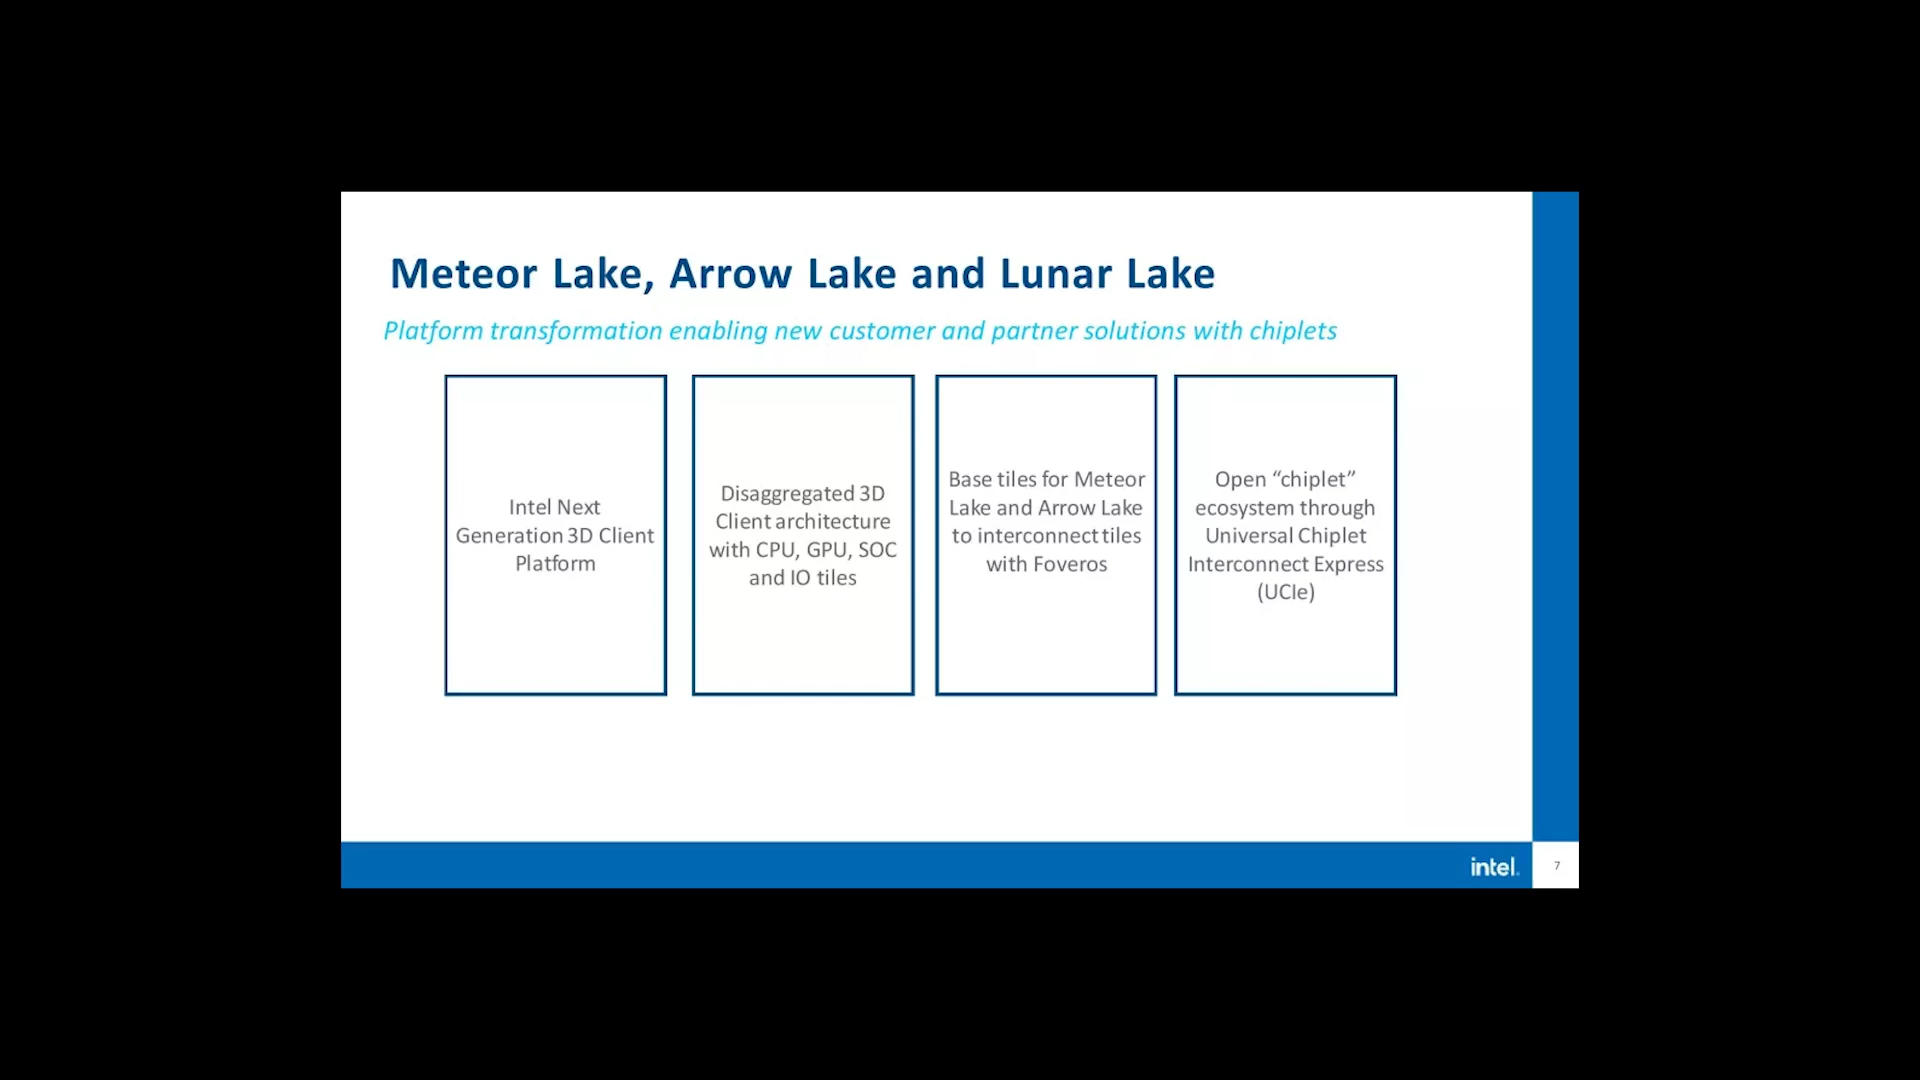 Meteor Lake, Arrow Lake and Lunar Lake
Platform transformation enabling new customer and partner solutions with chiplets
Intel Next
Generation 3D Client
Platform
Disaggregated 3D
Client architecture
with CPU, GPU, SOC
and IO tiles
Base tiles for Meteor
Lake and Arrow Lake
to interconnect tiles
with Foveros
Open “chiplet”
ecosystem through
Universal Chiplet
Interconnect Express
(UCIe)
intel.
7